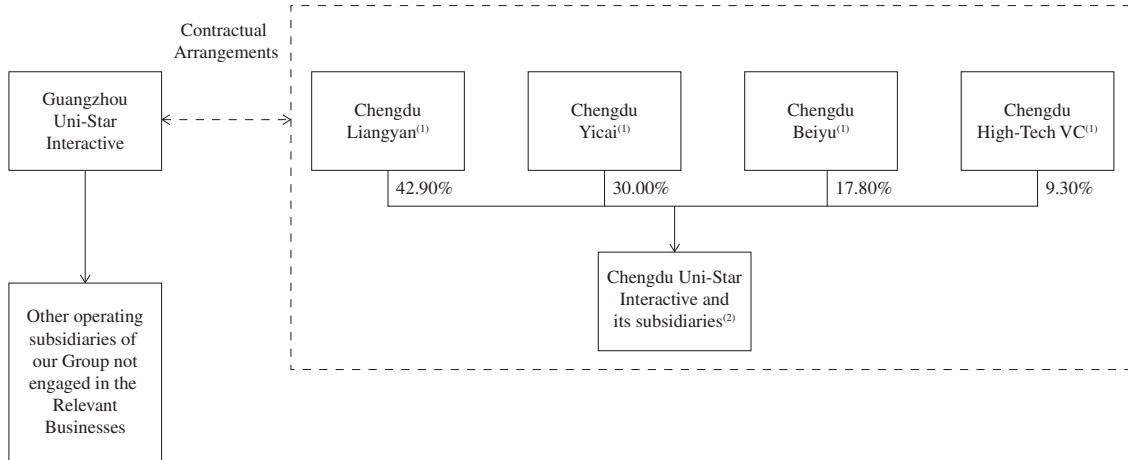 Contractual
Arrangements
Guangzhou
Uni-Star
Interactive
Chengdu
Liangyan(1)
Chengdu
Yicai(1)
Chengdu
Beiyu(1)
Chengdu
High-Tech VC(1)
42.90%
30.00%
17.80%
9.30%
Chengdu Uni-Star
Interactive and
its subsidiaries(2)
Other operating
subsidiaries of
our Group not
engaged in the
Relevant
Businesses